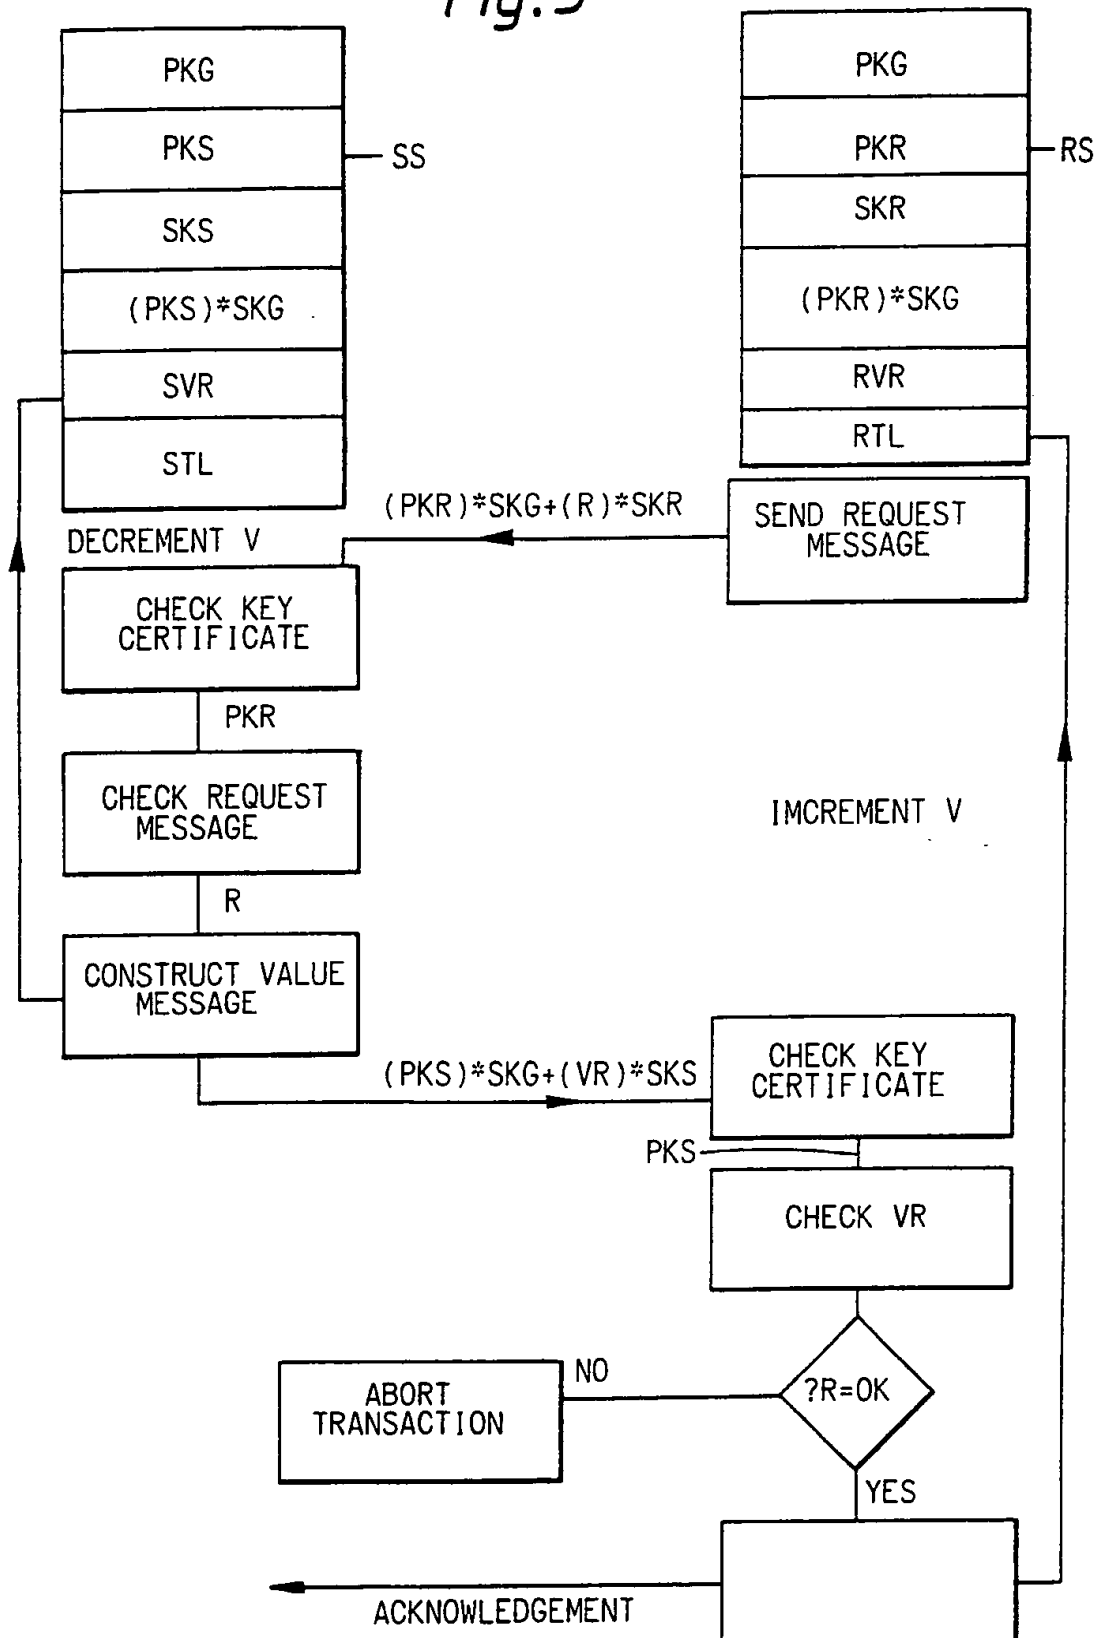 Fig. 5
PKG
PKS
SS
SKS
(PKS)*SKG
SVR
STL
PKG
PKR
RS
SKR
(PKR)*SKG
RVR
RTL
(PKR)*SKG+(R)*SKR
SEND REQUEST
MESSAGE
DECREMENT V
CHECK KEY
CERTIFICATE
PKR
CHECK REQUEST
MESSAGE
IMCREMENT V
R
CONSTRUCT VALUE
MESSAGE
(PKS)*SKG+(VR)*SKS
CHECK KEY
CERTIFICATE
PKS
CHECK VR
?R=OK
NO
ABORT
TRANSACTION
YES
ACKNOWLEDGEMENT